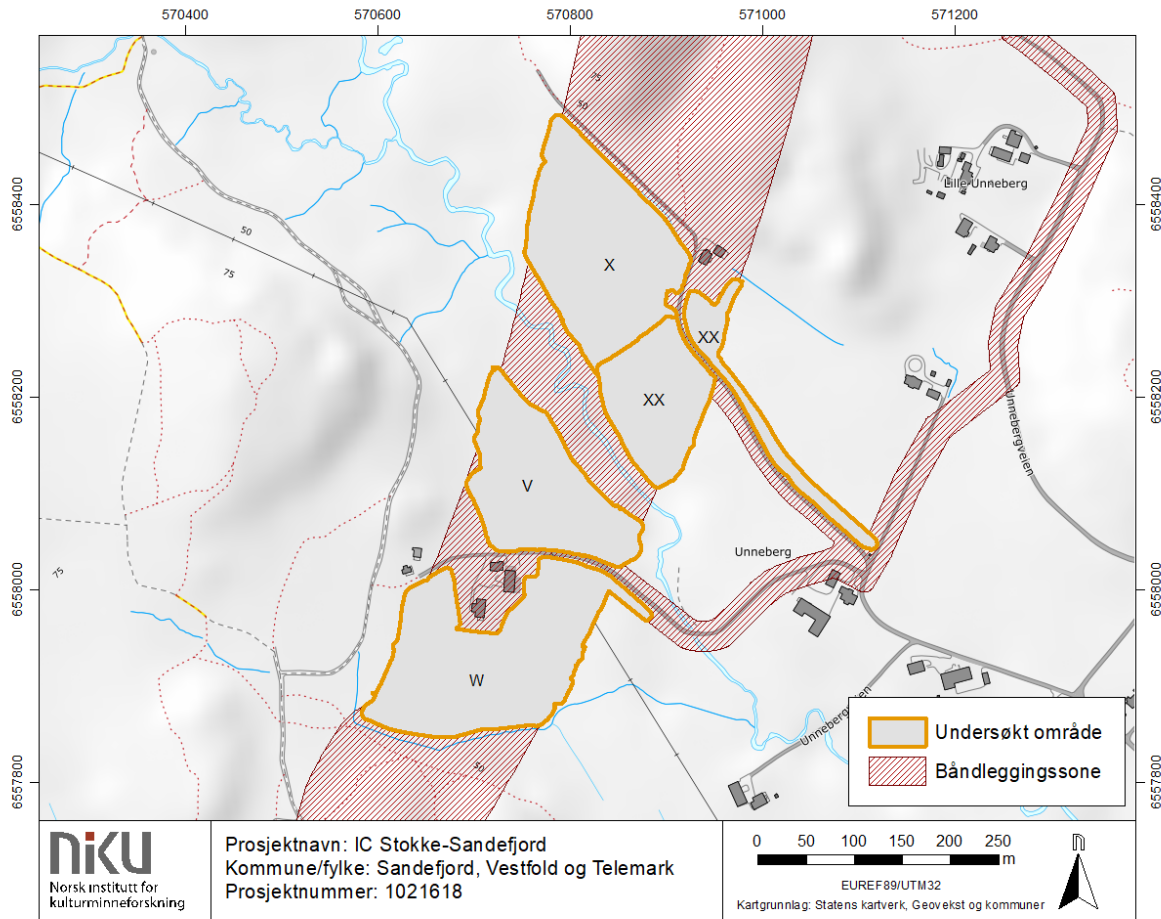 570400 570600 570800 571000 571200
75
50
6558400 6558400
Lille-Unneberg
50
X
75
XX
6558200 6558200
XX
Unnebergveien
V
Unneberg
75
6558000 6558000
W
Unnebergveien
50
6557800 6557800
Undersøkt område
Båndleggingssone
niku
Norsk institutt for
kulturminneforskning
Prosjektnavn: IC Stokke-Sandefjord
Kommune/fylke: Sandefjord, Vestfold og Telemark
Prosjektnummer: 1021618
0 50 100 150 200 250
m
EUREF89/UTM32
Kartgrunnlag: Statens kartverk, Geovekst og kommuner
n